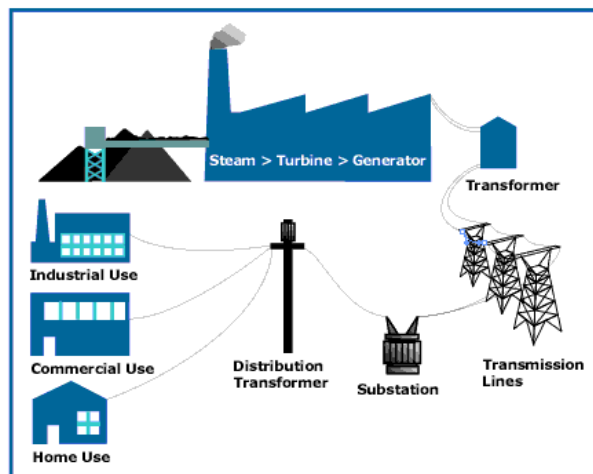 Steam > Turbine > Generator
Transformer
Industrial Use
Commercial Use
Distribution
Transformer
Substation
Transmission
Lines
Home Use